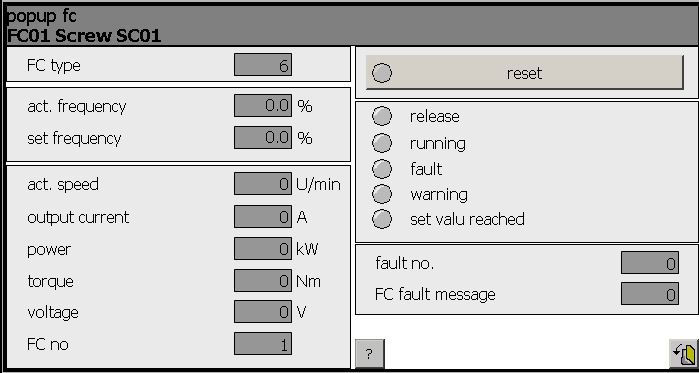 popup fc
FC01 Screw SC01
FC type 6
act. frequency 0.0 %
set frequency 0.0 %
act. speed 0 U/min
output current 0 A
power 0 kW
torque 0 Nm
voltage 0 V
FC no 1
reset
release
running
fault
warning
set valu reached
fault no. 0
FC fault message 0
?